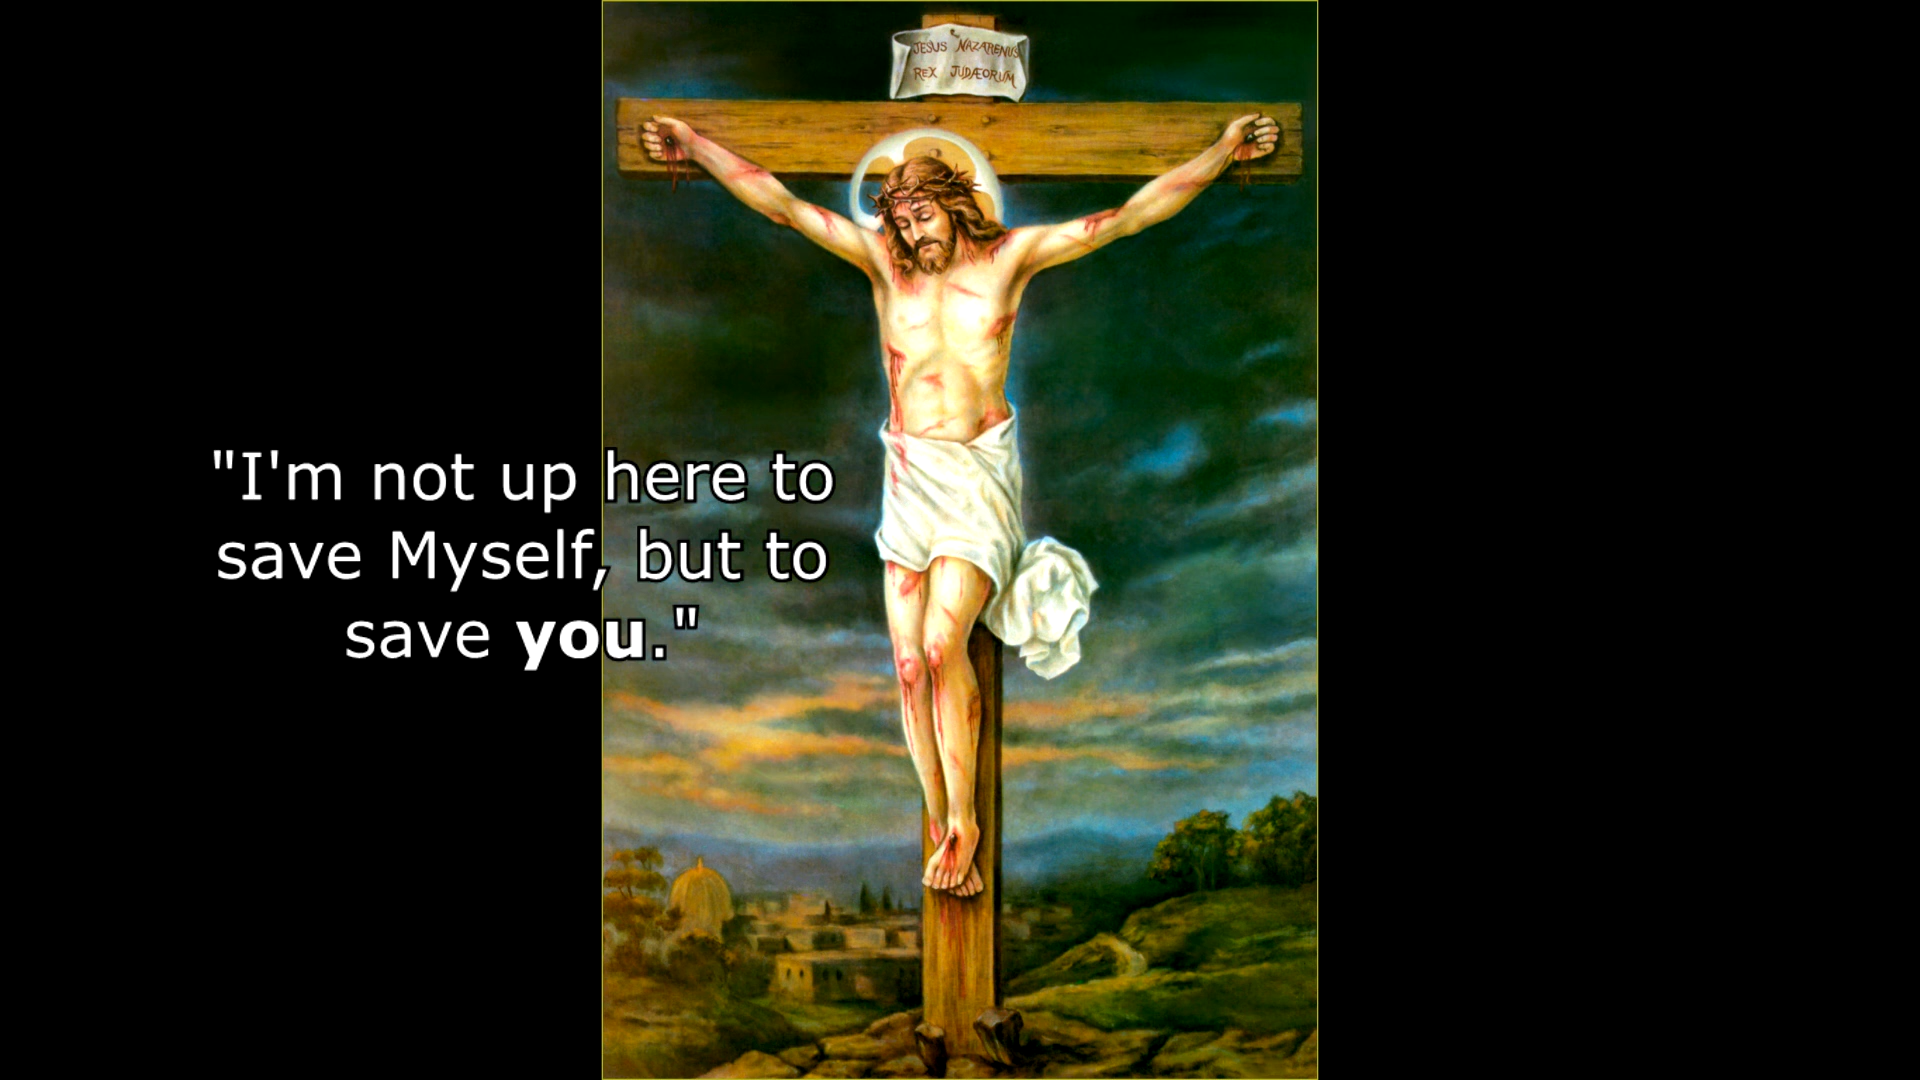 JESUS NAZARENUS
REX JUDÆORUM
"I'm not up here to
save Myself, but to
save you."